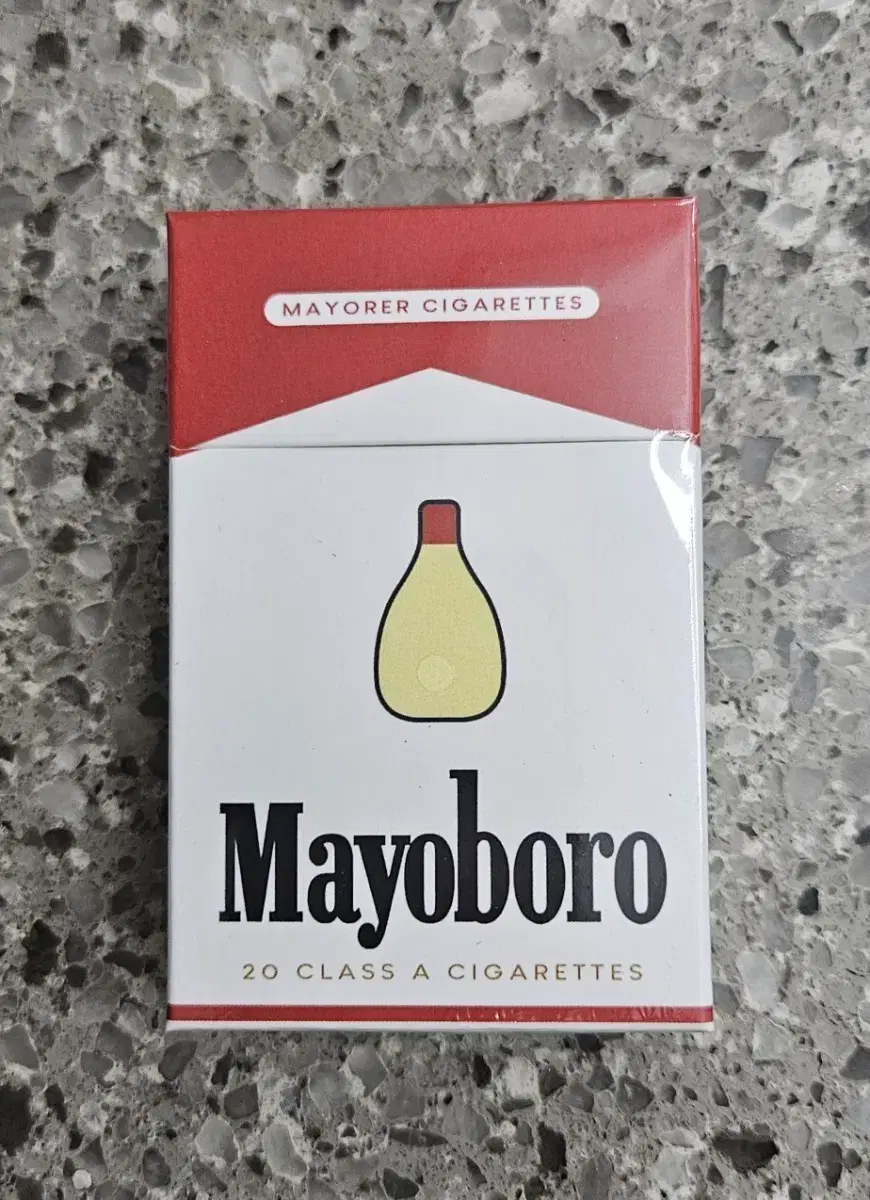 MAYORER CIGARETTES
Mayoboro
20 CLASS A CIGARETTES